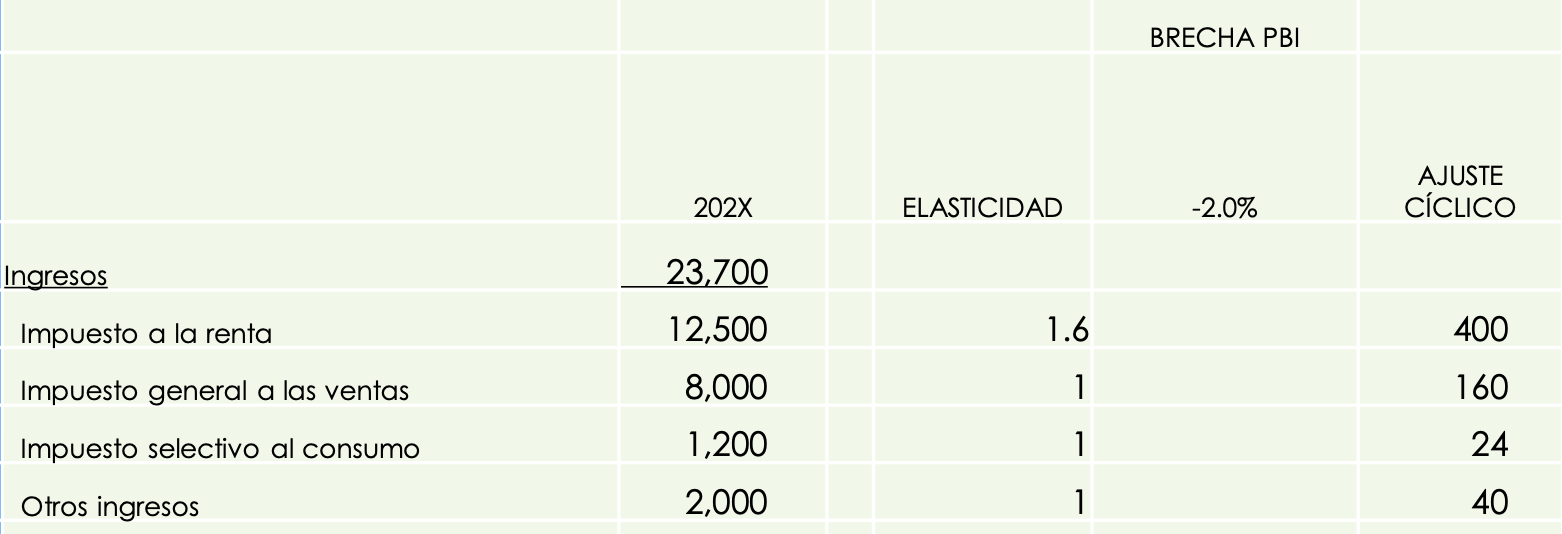 BRECHA PBI
202X ELASTICIDAD -2.0% AJUSTE
CÍCLICO
Ingresos 23,700
Impuesto a la renta 12,500 1.6 400
Impuesto general a las ventas 8,000 1 160
Impuesto selectivo al consumo 1,200 1 24
Otros ingresos 2,000 1 40